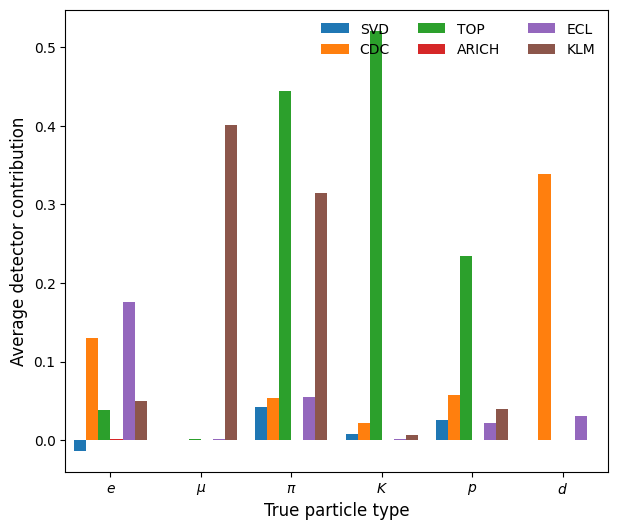 SVD TOP ECL
CDC ARICH KLM
Average detector contribution
0.5
0.4
0.3
0.2
0.1
0.0
e μ π K p d
True particle type